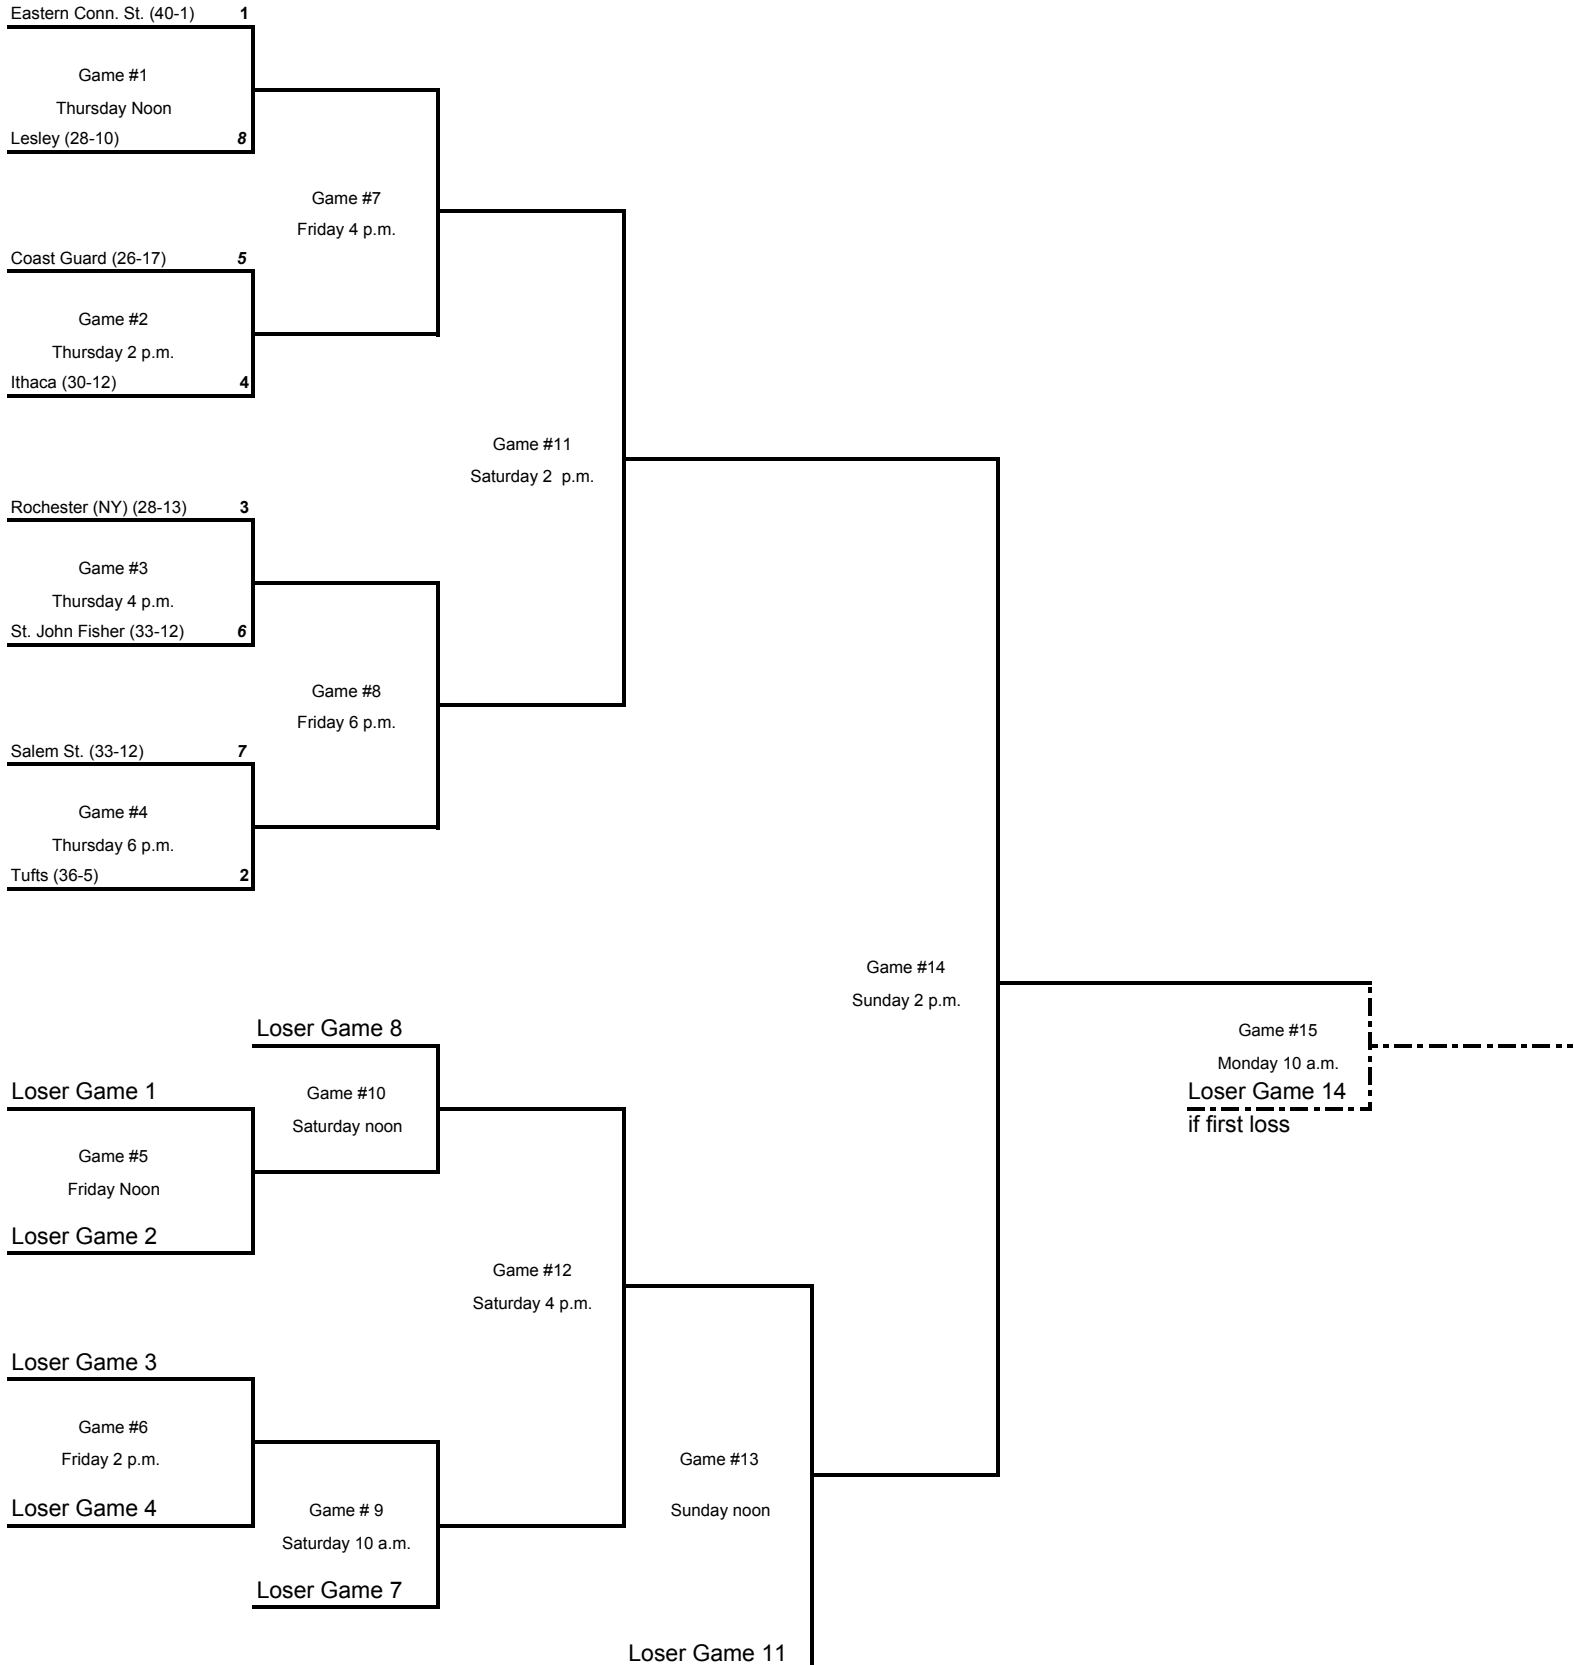 Eastern Conn. St. (40-1) 1
Game #1
Thursday Noon
Lesley (28-10) 8
Game #7
Friday 4 p.m.
Coast Guard (26-17) 5
Game #2
Thursday 2 p.m.
Ithaca (30-12) 4
Game #11
Saturday 2 p.m.
Rochester (NY) (28-13) 3
Game #3
Thursday 4 p.m.
St. John Fisher (33-12) 6
Game #8
Friday 6 p.m.
Salem St. (33-12) 7
Game #4
Thursday 6 p.m.
Tufts (36-5) 2
Game #14
Sunday 2 p.m.
Loser Game 8
Game #15
Monday 10 a.m.
Loser Game 14
if first loss
Loser Game 1
Game #10
Saturday noon
Game #5
Friday Noon
Loser Game 2
Game #12
Saturday 4 p.m.
Loser Game 3
Game #6
Friday 2 p.m.
Game #13
Sunday noon
Loser Game 4
Game # 9
Saturday 10 a.m.
Loser Game 7
Loser Game 11